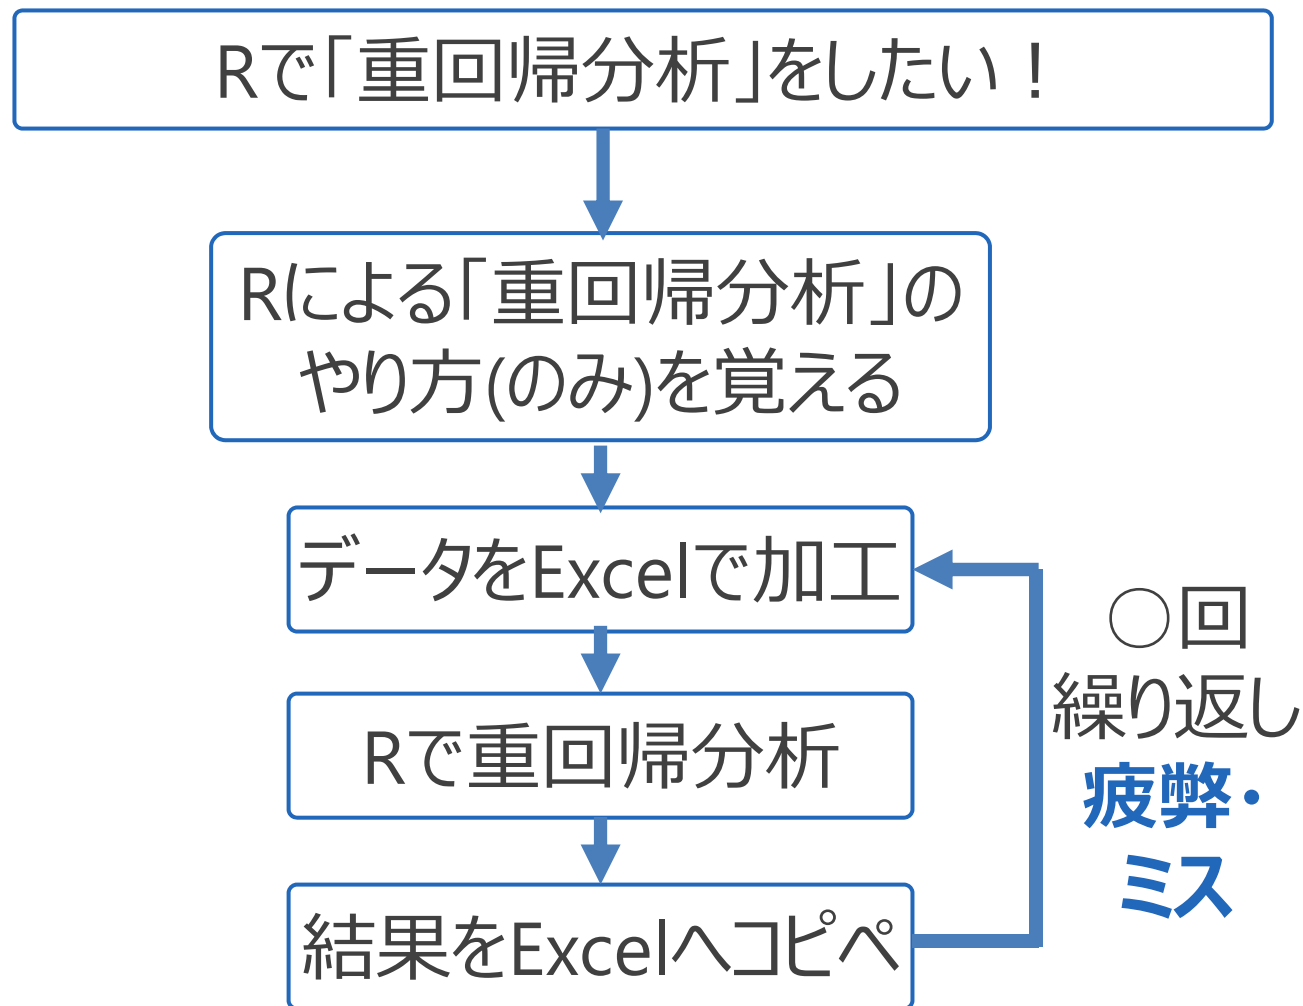 Rで「重回帰分析」をしたい！
Rによる「重回帰分析」の
やり方(のみ)を覚える
データをExcelで加工
Rで重回帰分析
結果をExcelへコピペ
○回
繰り返し
疲弊・
ミス